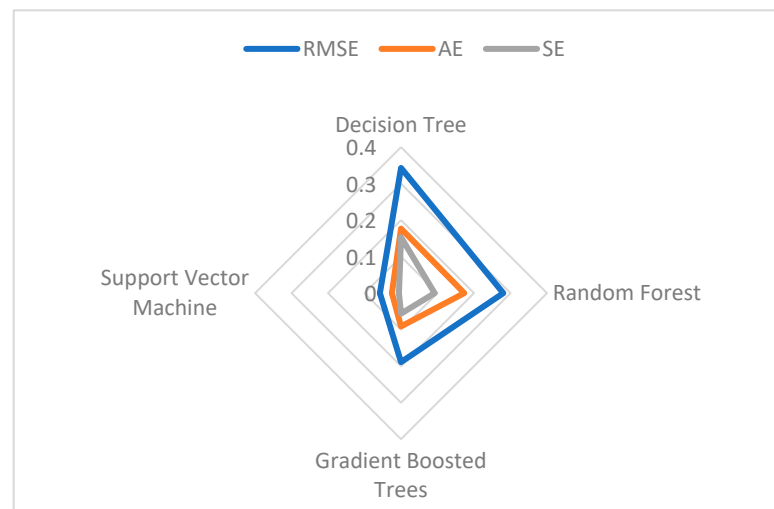 RMSE AE SE
Decision Tree
0.4
0.3
0.2
0.1
0
Support Vector
Machine
Random Forest
Gradient Boosted
Trees